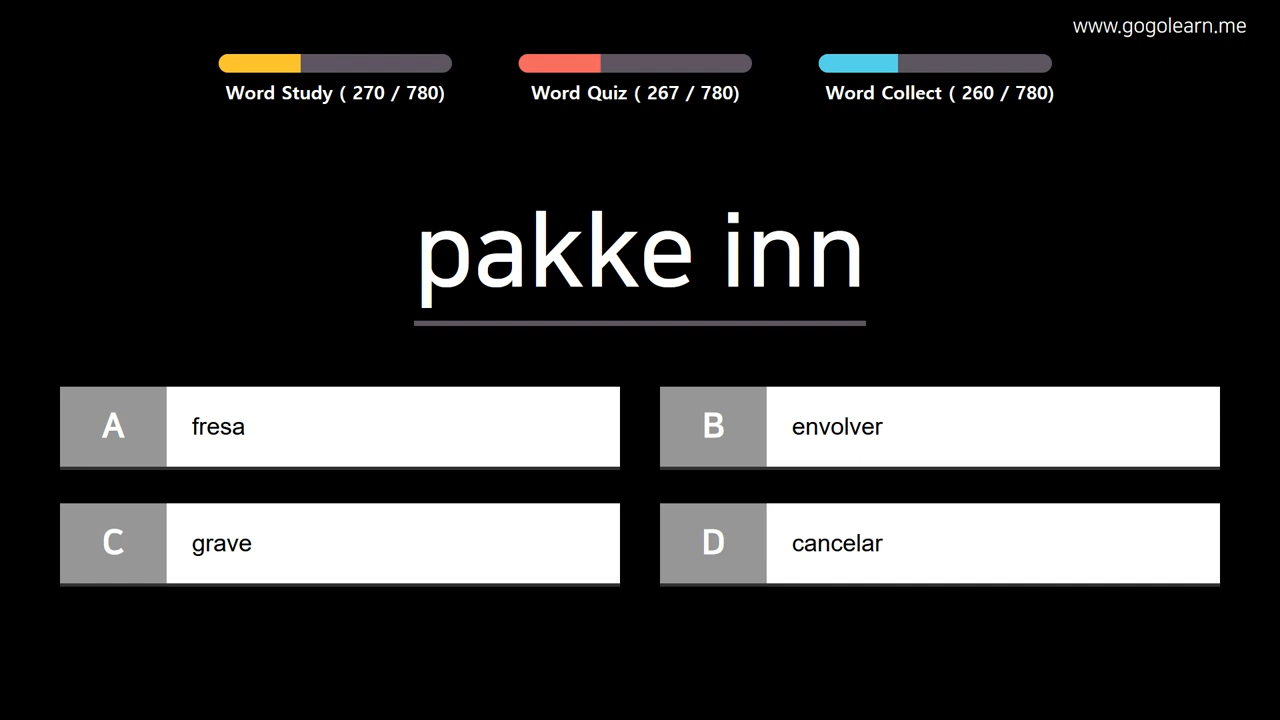 www.gogolearn.me
Word Study ( 270 / 780)
Word Quiz ( 267 / 780)
Word Collect ( 260 / 780)
pakke inn
A fresa
B envolver
C grave
D cancelar